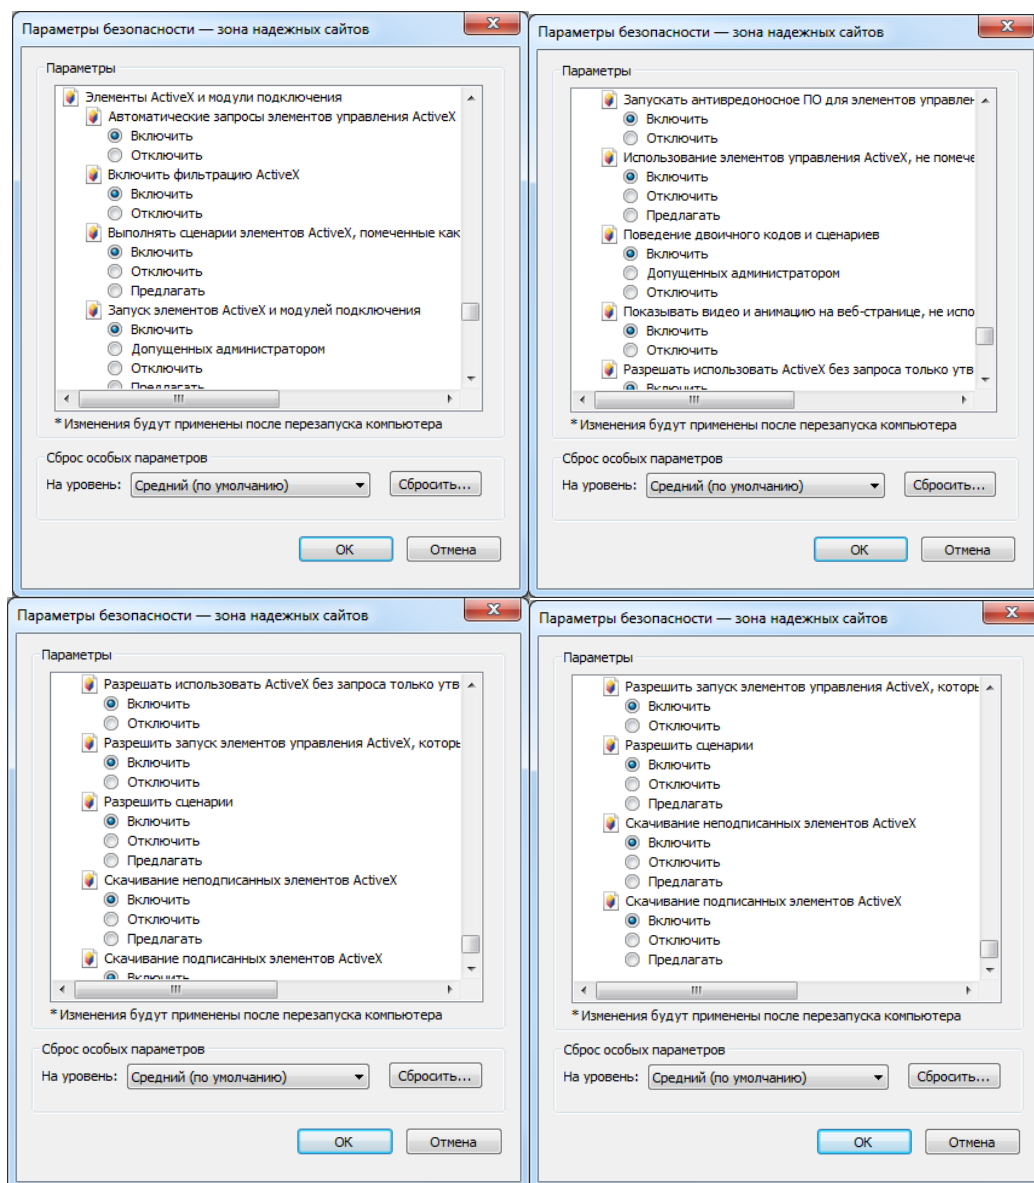 Параметры безопасности — зона надежных сайтов
Параметры
Элементы ActiveX и модули подключения
Автоматические запросы элементов управления ActiveX
Включить
Отключить
Включить фильтрацию ActiveX
Включить
Отключить
Выполнять сценарии элементов ActiveX, помеченные как
Включить
Отключить
Предлагать
Запуск элементов ActiveX и модулей подключения
Включить
Допущенных администратором
Отключить
Предлагать
* Изменения будут применены после перезапуска компьютера
Сброс особых параметров
На уровень: Средний (по умолчанию) Сбросить...
ОК Отмена
Параметры безопасности — зона надежных сайтов
Параметры
Запускать антивредоносное ПО для элементов управлен
Включить
Отключить
Использование элементов управления ActiveX, не помече
Включить
Отключить
Предлагать
Поведение двоичного кодов и сценариев
Включить
Допущенных администратором
Отключить
Показывать видео и анимацию на веб-странице, не испо
Включить
Отключить
Разрешать использовать ActiveX без запроса только утв
Включить
* Изменения будут применены после перезапуска компьютера
Сброс особых параметров
На уровень: Средний (по умолчанию) Сбросить...
ОК Отмена
Параметры безопасности — зона надежных сайтов
Параметры
Разрешать использовать ActiveX без запроса только утв
Включить
Отключить
Разрешить запуск элементов управления ActiveX, которь
Включить
Отключить
Разрешить сценарии
Включить
Отключить
Предлагать
Скачивание неподписанных элементов ActiveX
Включить
Отключить
Предлагать
Скачивание подписанных элементов ActiveX
Включить
* Изменения будут применены после перезапуска компьютера
Сброс особых параметров
На уровень: Средний (по умолчанию) Сбросить...
ОК Отмена
Параметры безопасности — зона надежных сайтов
Параметры
Разрешить запуск элементов управления ActiveX, которь
Включить
Отключить
Разрешить сценарии
Включить
Отключить
Предлагать
Скачивание неподписанных элементов ActiveX
Включить
Отключить
Предлагать
Скачивание подписанных элементов ActiveX
Включить
Отключить
Предлагать
* Изменения будут применены после перезапуска компьютера
Сброс особых параметров
На уровень: Средний (по умолчанию) Сбросить...
ОК Отмена